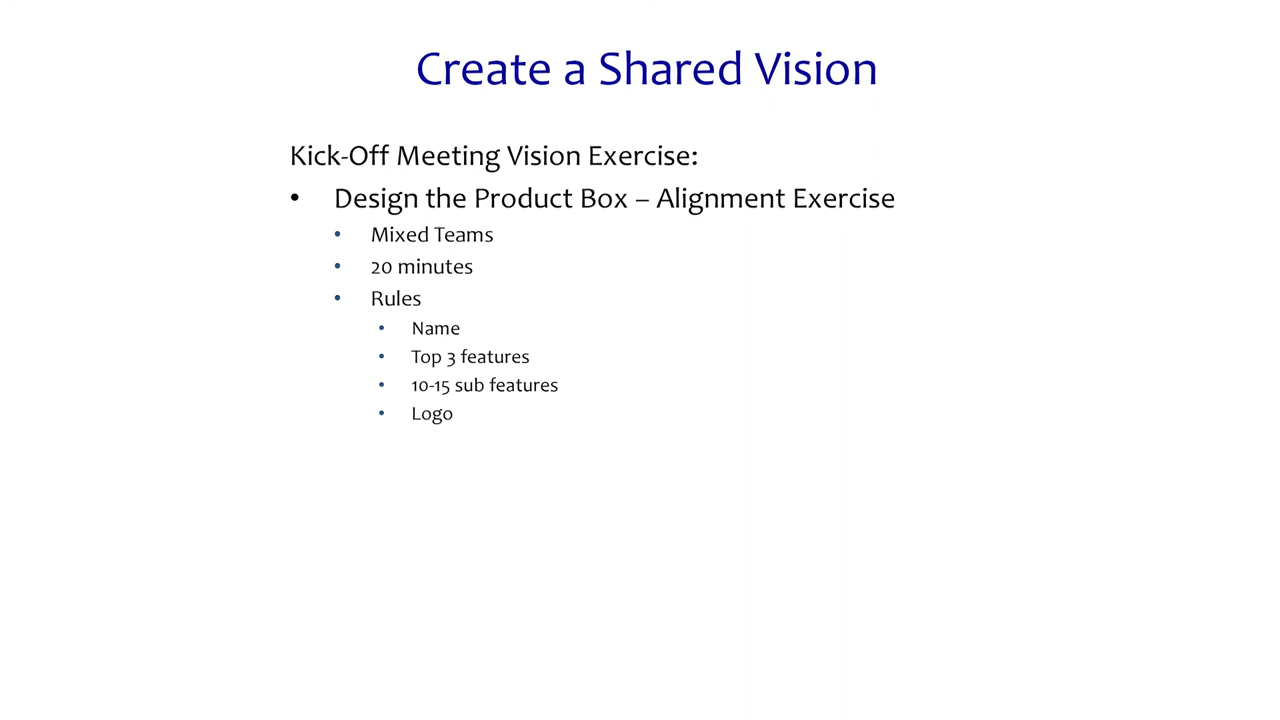 Create a Shared Vision
Kick-Off Meeting Vision Exercise:
• Design the Product Box – Alignment Exercise
• Mixed Teams
• 20 minutes
• Rules
• Name
• Top 3 features
• 10-15 sub features
• Logo